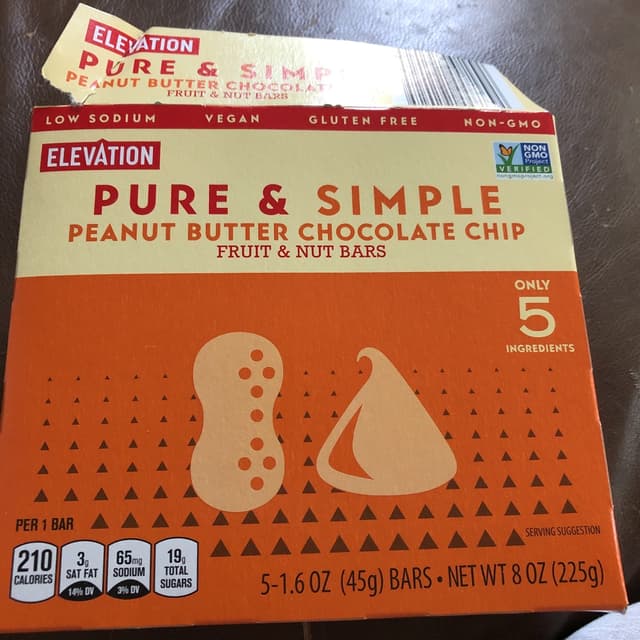 ELEVATION
PURE & SIMP
PEANUT BUTTER CHOCOLAT
FRUIT & NUT BARS
LOW SODIUM VEGAN GLUTEN FREE NON-GMO
ELEVATION
NON
GMO
Project
VERIFIED
nongmoproject.org
PURE & SIMPLE
PEANUT BUTTER CHOCOLATE CHIP
FRUIT & NUT BARS
ONLY
5
INGREDIENTS
SERVING SUGGESTION
PER 1 BAR
210
CALORIES
3g
SAT FAT
14% DV
65mg
SODIUM
3% DV
19g
TOTAL
SUGARS
5-1.6 OZ (45g) BARS • NET WT 8 OZ (225g)